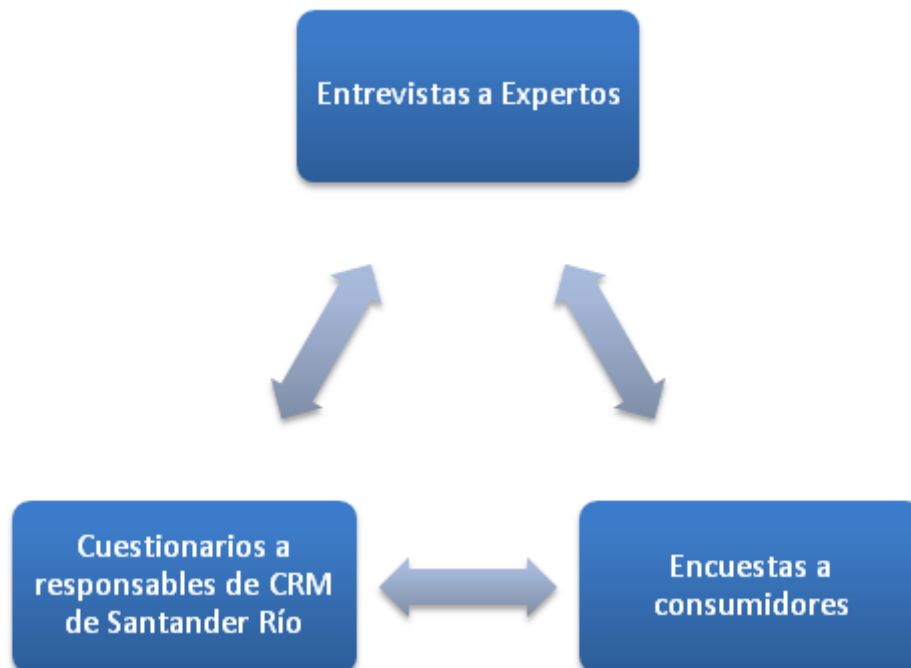 Entrevistas a Expertos
Cuestionarios a
responsables de CRM
de Santander Río
Encuestas a
consumidores